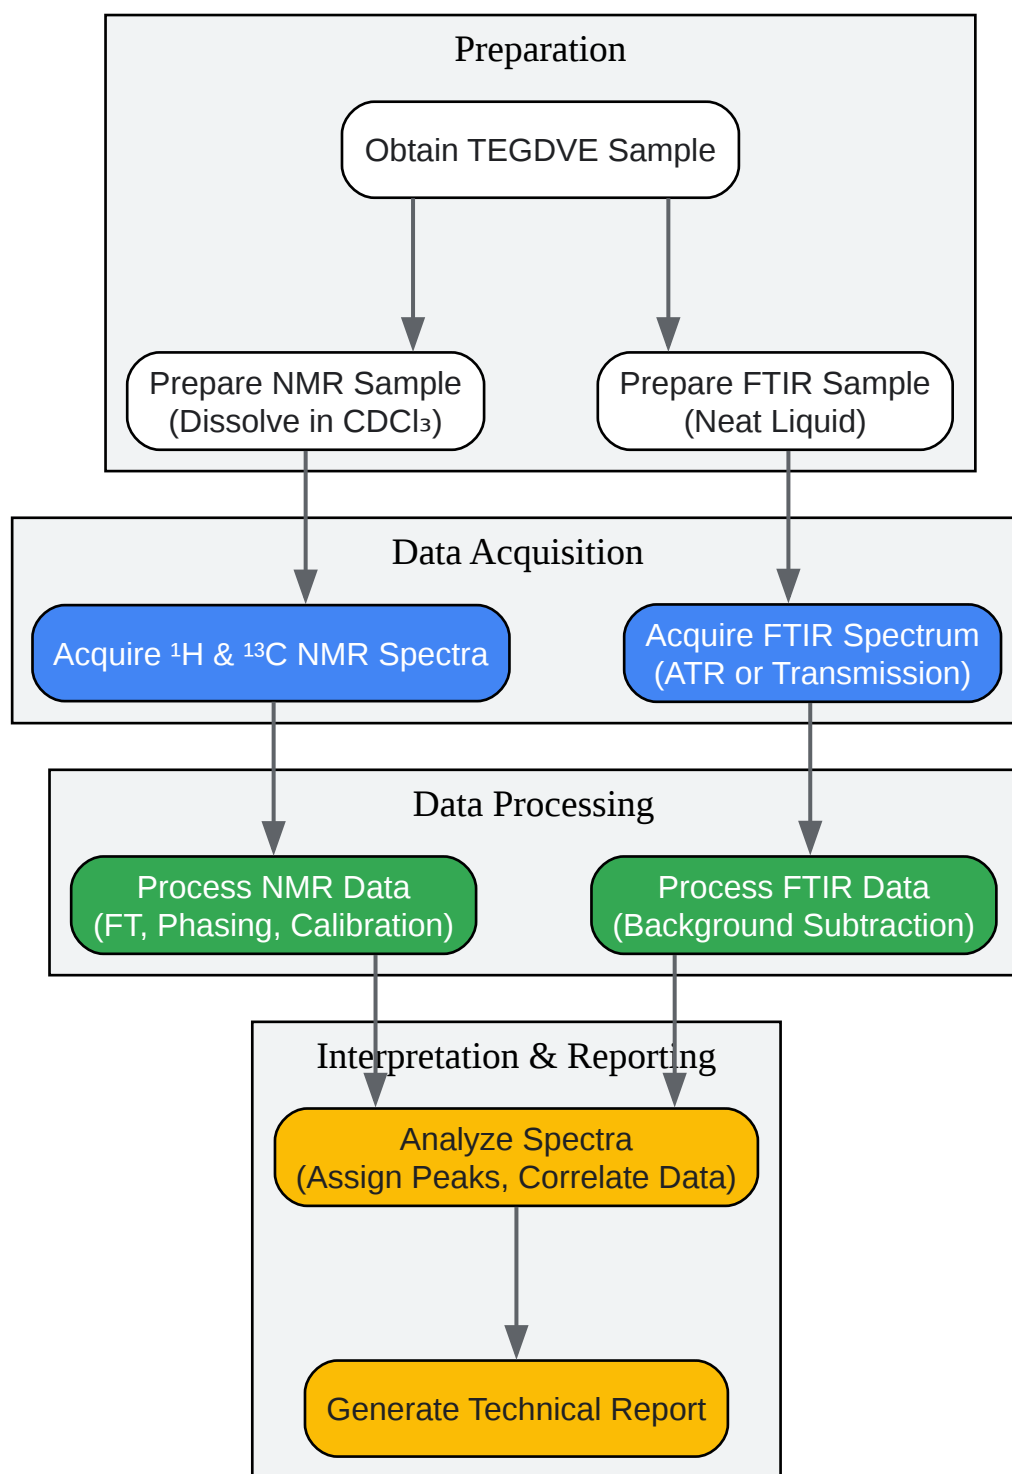 Preparation
Obtain TEGDVE Sample
Prepare NMR Sample
(Dissolve in CDCl₃)
Prepare FTIR Sample
(Neat Liquid)
Data Acquisition
Acquire ¹H & ¹³C NMR Spectra
Acquire FTIR Spectrum
(ATR or Transmission)
Data Processing
Process NMR Data
(FT, Phasing, Calibration)
Process FTIR Data
(Background Subtraction)
Interpretation & Reporting
Analyze Spectra
(Assign Peaks, Correlate Data)
Generate Technical Report